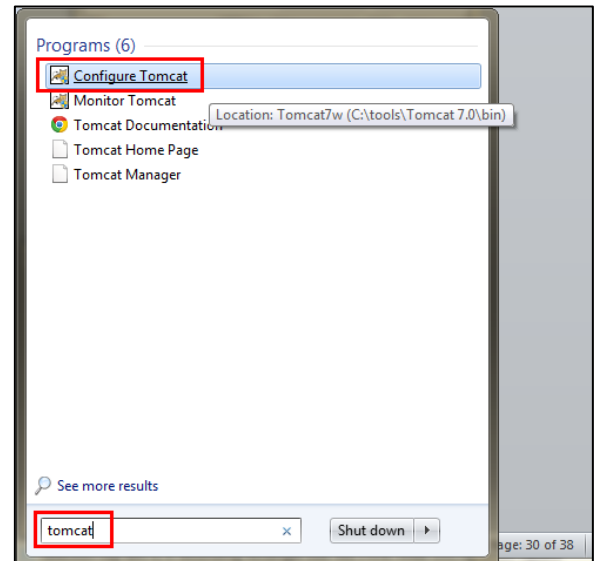 Programs (6)
Configure Tomcat
Monitor Tomcat
Location: Tomcat7w (C:\tools\Tomcat 7.0\bin)
Tomcat Documentation
Tomcat Home Page
Tomcat Manager
See more results
tomcat
Shut down
age: 30 of 38